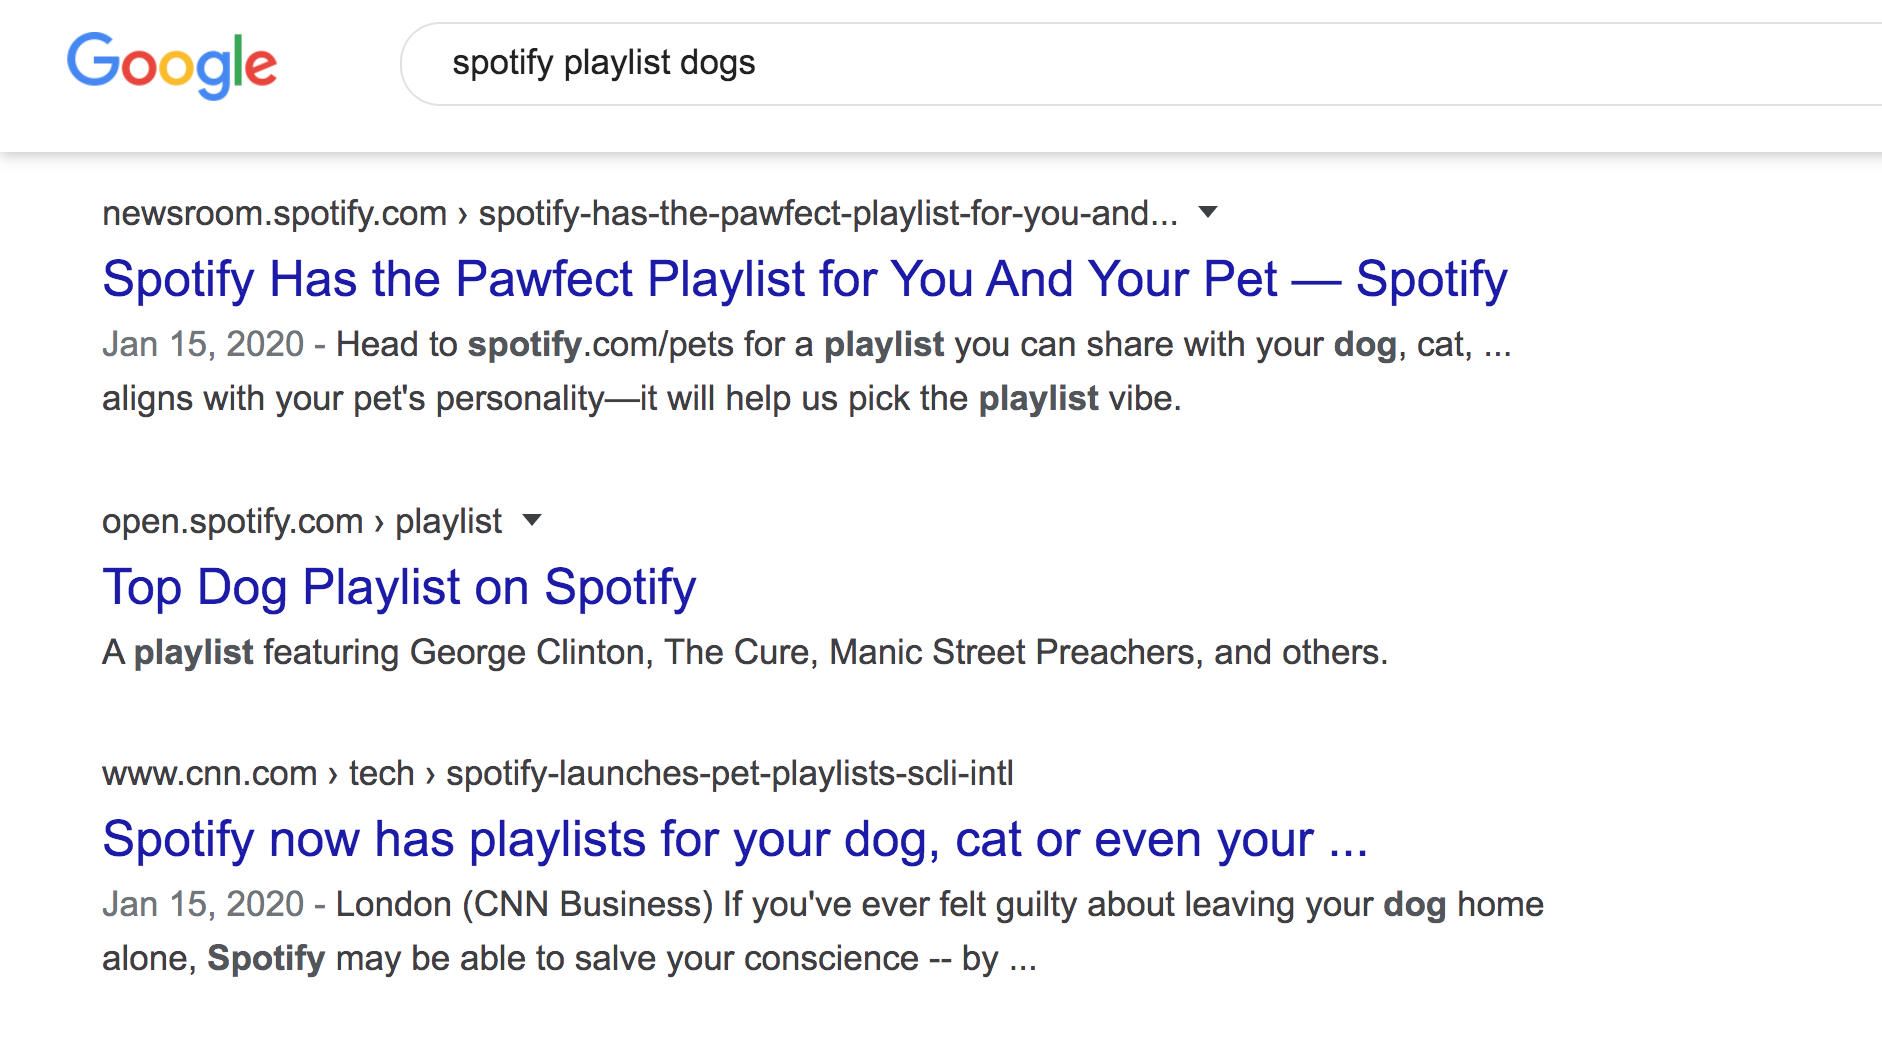 Google
spotify playlist dogs
newsroom.spotify.com › spotify-has-the-pawfect-playlist-for-you-and...
Spotify Has the Pawfect Playlist for You And Your Pet — Spotify
Jan 15, 2020 - Head to spotify.com/pets for a playlist you can share with your dog, cat, ...
aligns with your pet's personality—it will help us pick the playlist vibe.
open.spotify.com › playlist
Top Dog Playlist on Spotify
A playlist featuring George Clinton, The Cure, Manic Street Preachers, and others.
www.cnn.com › tech › spotify-launches-pet-playlists-scli-intl
Spotify now has playlists for your dog, cat or even your ...
Jan 15, 2020 - London (CNN Business) If you've ever felt guilty about leaving your dog home
alone, Spotify may be able to salve your conscience -- by ...